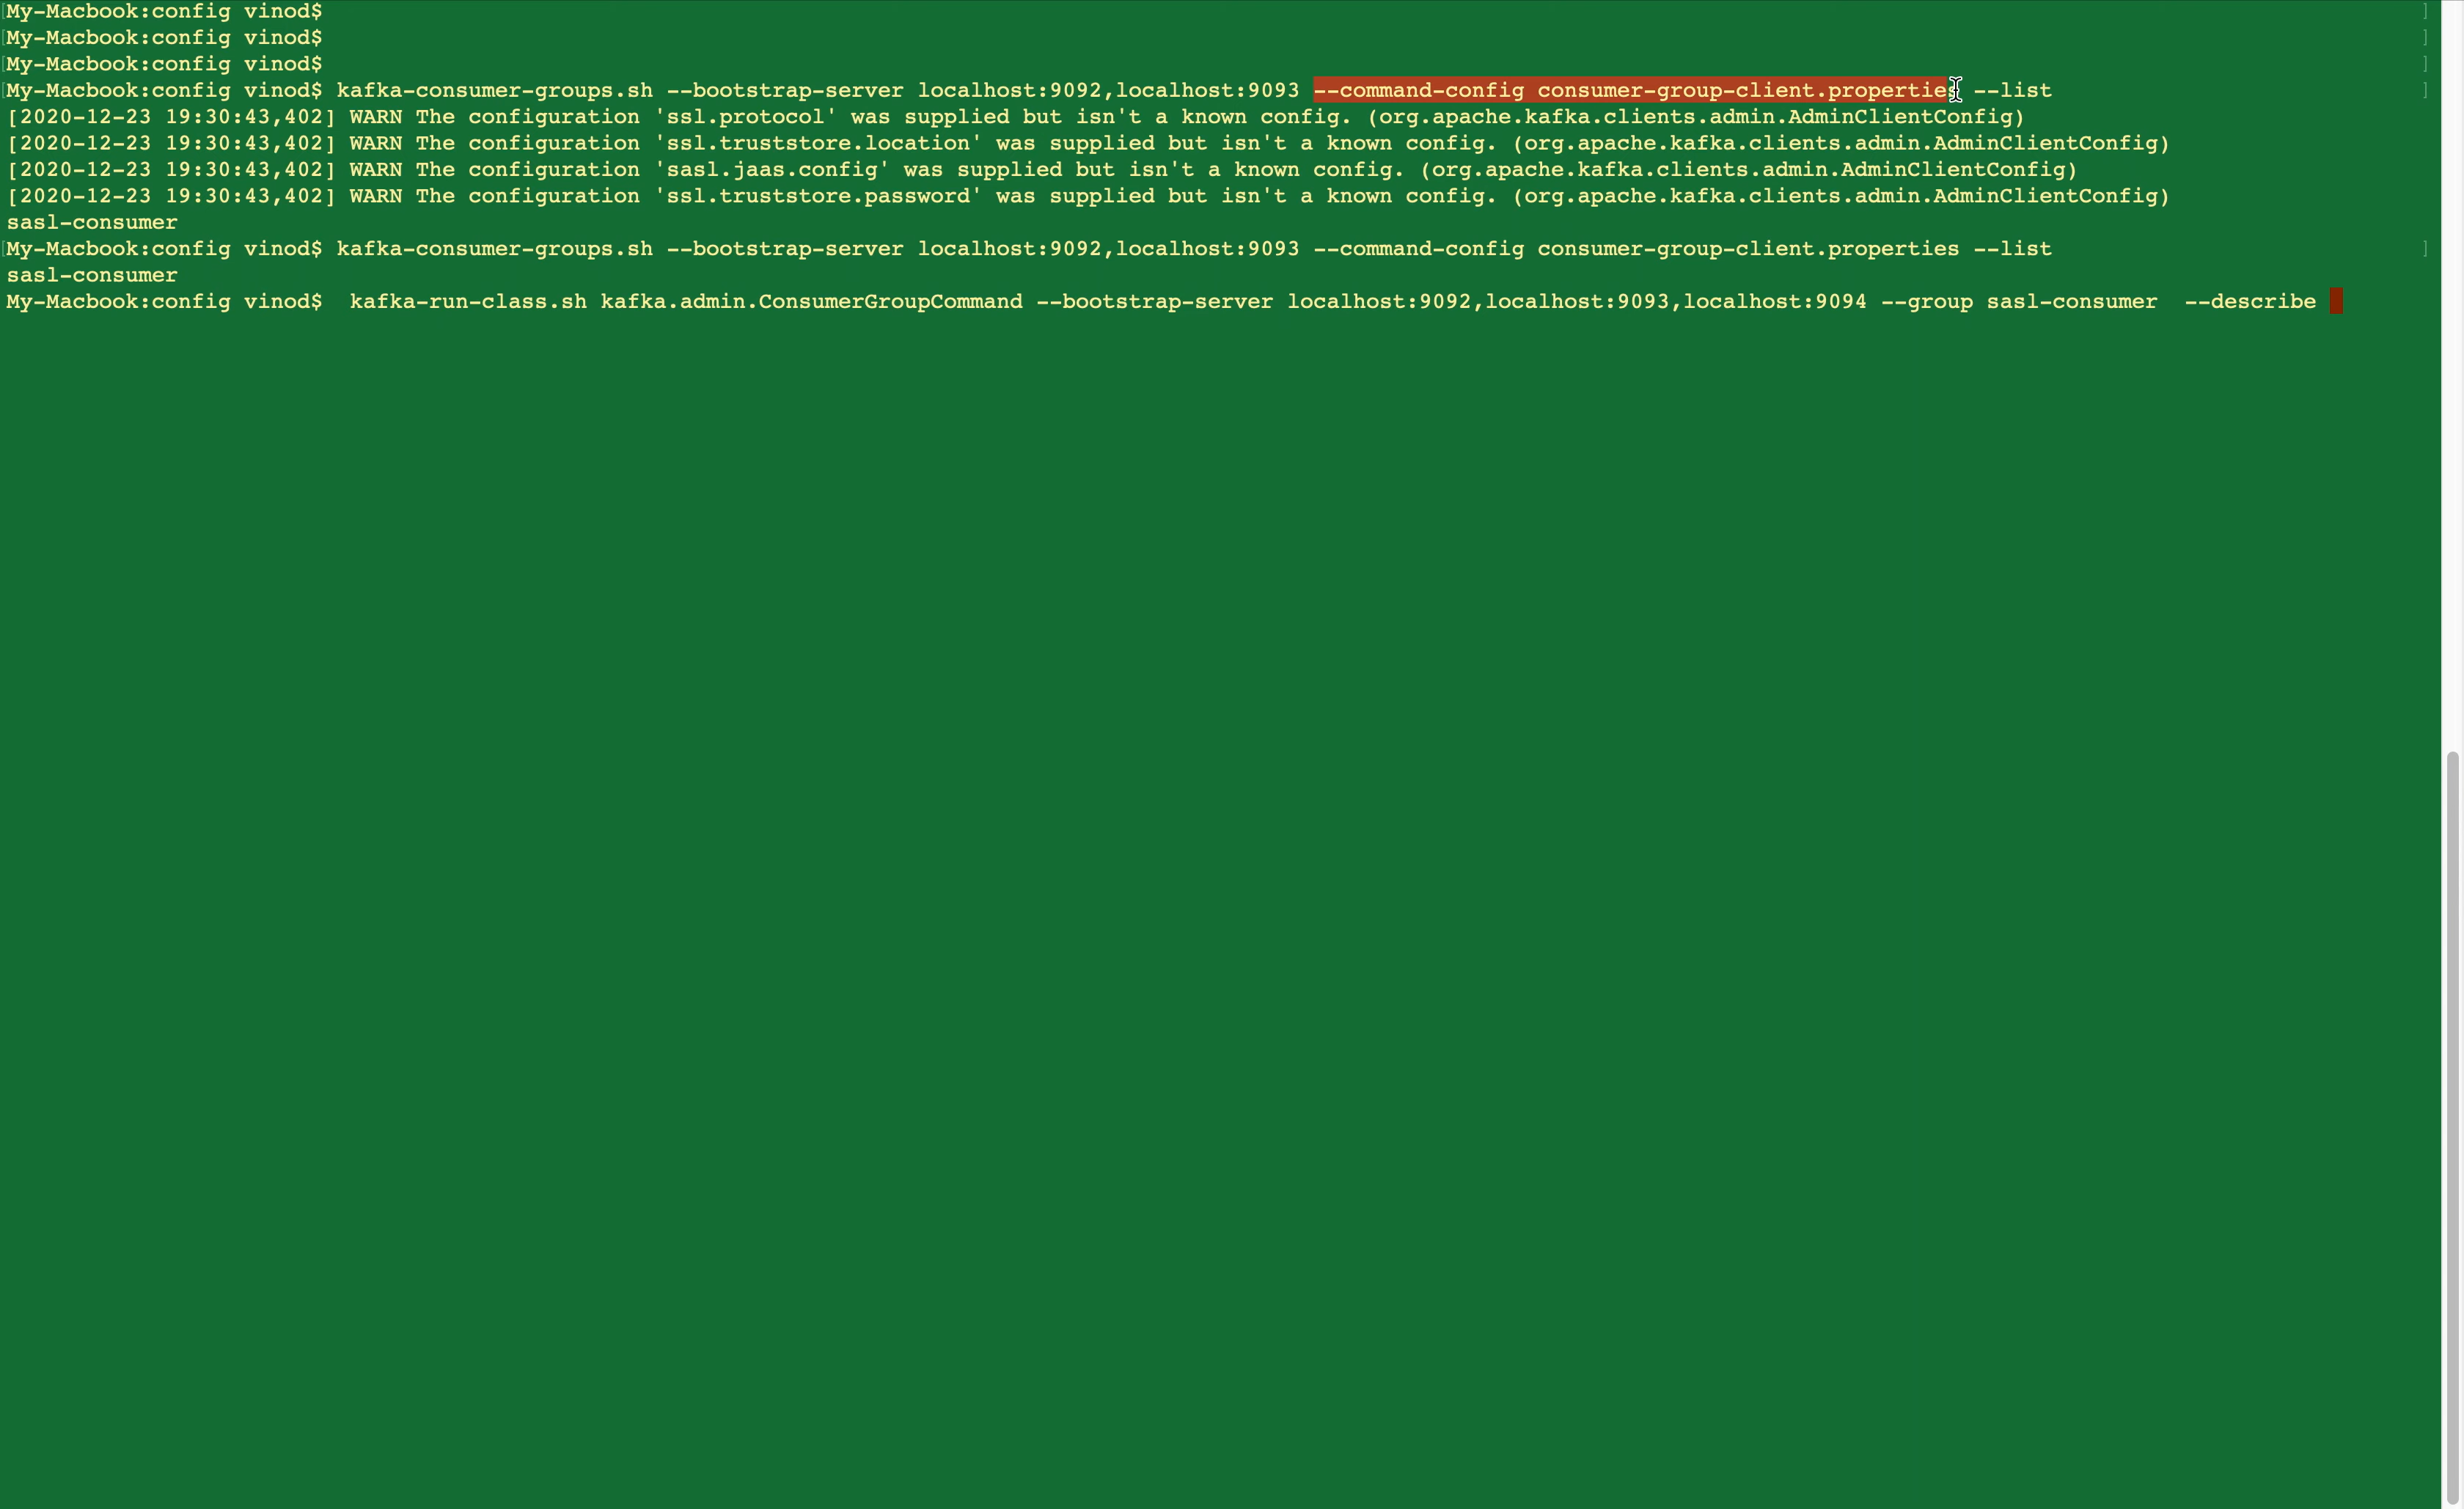 My-Macbook:config vinod$
My-Macbook:config vinod$
My-Macbook:config vinod$
My-Macbook:config vinod$ kafka-consumer-groups.sh --bootstrap-server localhost:9092,localhost:9093 --command-config consumer-group-client.properties --list
[2020-12-23 19:30:43,402] WARN The configuration 'ssl.protocol' was supplied but isn't a known config. (org.apache.kafka.clients.admin.AdminClientConfig)
[2020-12-23 19:30:43,402] WARN The configuration 'ssl.truststore.location' was supplied but isn't a known config. (org.apache.kafka.clients.admin.AdminClientConfig)
[2020-12-23 19:30:43,402] WARN The configuration 'sasl.jaas.config' was supplied but isn't a known config. (org.apache.kafka.clients.admin.AdminClientConfig)
[2020-12-23 19:30:43,402] WARN The configuration 'ssl.truststore.password' was supplied but isn't a known config. (org.apache.kafka.clients.admin.AdminClientConfig)
sasl-consumer
My-Macbook:config vinod$ kafka-consumer-groups.sh --bootstrap-server localhost:9092,localhost:9093 --command-config consumer-group-client.properties --list
sasl-consumer
My-Macbook:config vinod$  kafka-run-class.sh kafka.admin.ConsumerGroupCommand --bootstrap-server localhost:9092,localhost:9093,localhost:9094 --group sasl-consumer  --describe